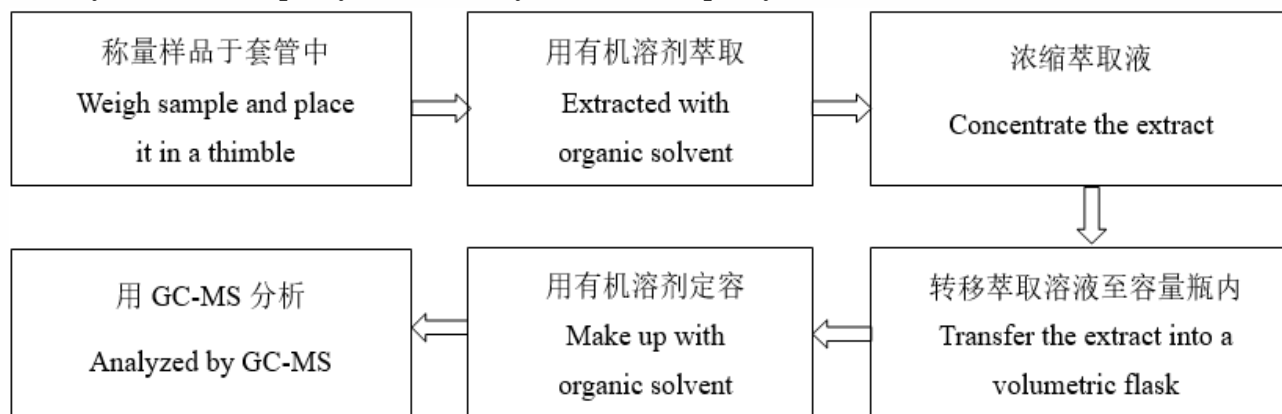 称量样品于套管中
Weigh sample and place
it in a thimble
用有机溶剂萃取
Extracted with
organic solvent
浓缩萃取液
Concentrate the extract
转移萃取溶液至容量瓶内
Transfer the extract into a
volumetric flask
用有机溶剂定容
Make up with
organic solvent
用 GC-MS 分析
Analyzed by GC-MS